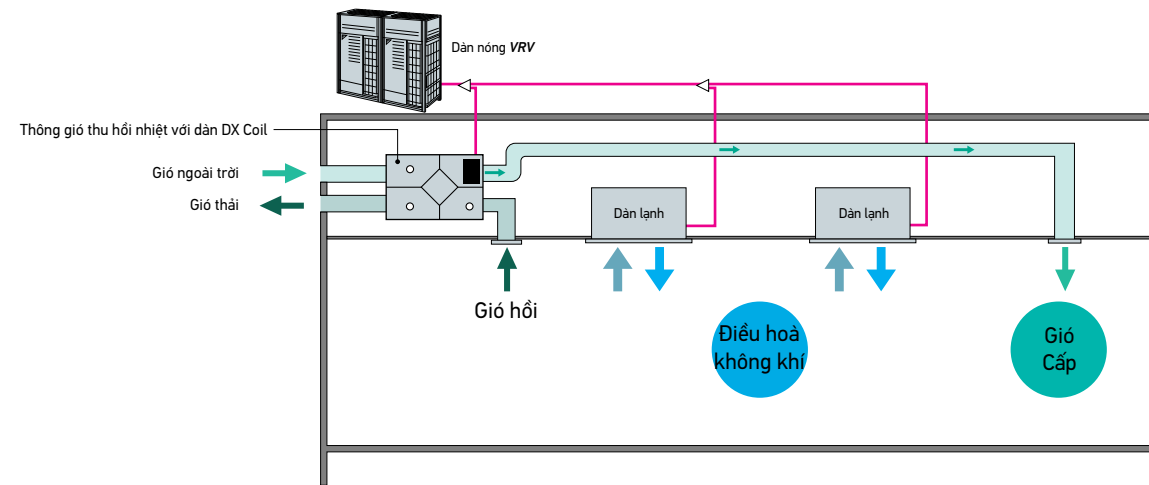 Dàn nóng VRV
Thông gió thu hồi nhiệt với dàn DX Coil
Gió ngoài trời
Gió thải
Dàn lạnh
Dàn lạnh
Gió hồi
Điều hoà
không khí
Gió
Cấp